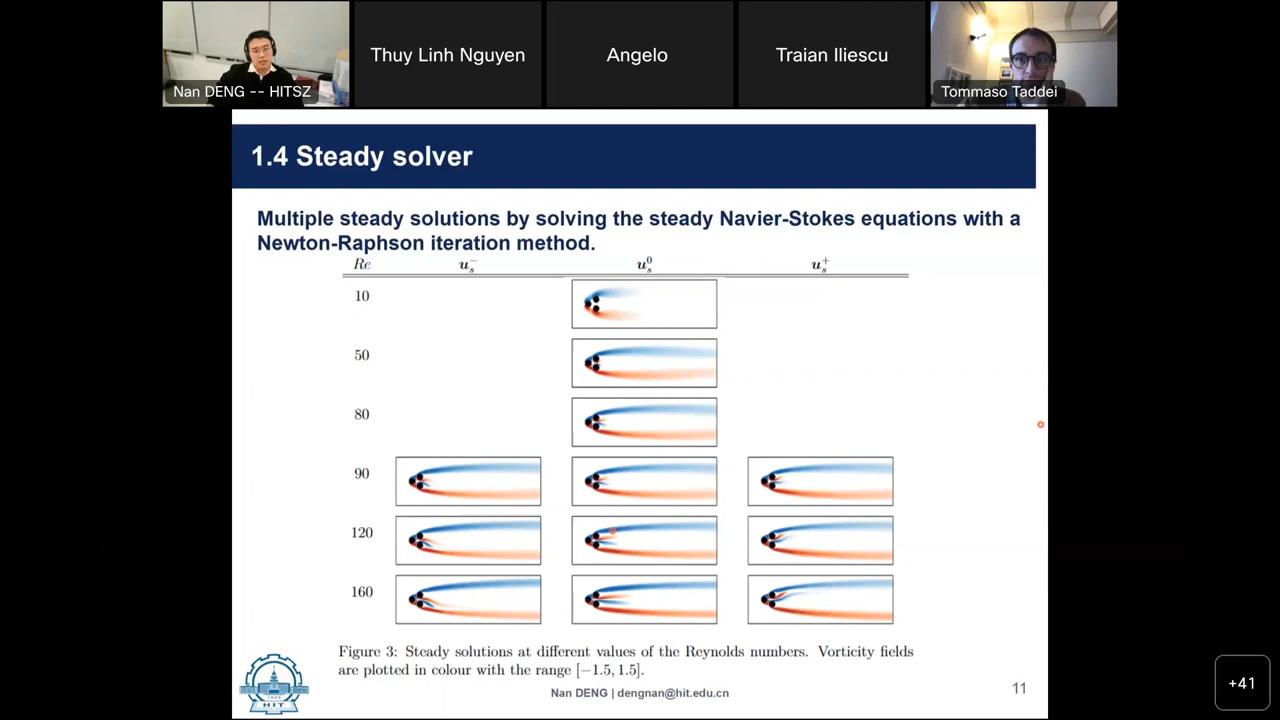 Nan DENG -- HITSZ
Thuy Linh Nguyen
Angelo
Traian Iliescu
Tommaso Taddei
1.4 Steady solver
Multiple steady solutions by solving the steady Navier-Stokes equations with a
Newton-Raphson iteration method.
Re u_s^- u_s^0 u_s^+
10
50
80
90
120
160
Figure 3: Steady solutions at different values of the Reynolds numbers. Vorticity fields
are plotted in colour with the range [−1.5, 1.5].
HIT
Nan DENG | dengnan@hit.edu.cn
11
+41